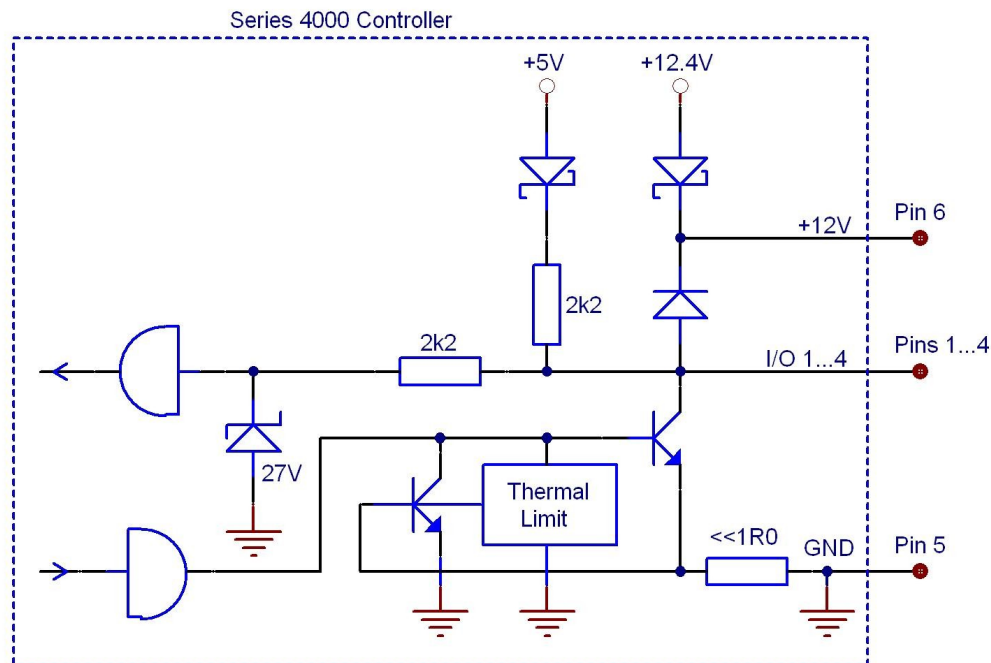 Series 4000 Controller
+5V
+12.4V
Pin 6
+12V
2k2
2k2
I/O 1...4
Pins 1...4
27V
Thermal
Limit
<<1R0
GND
Pin 5